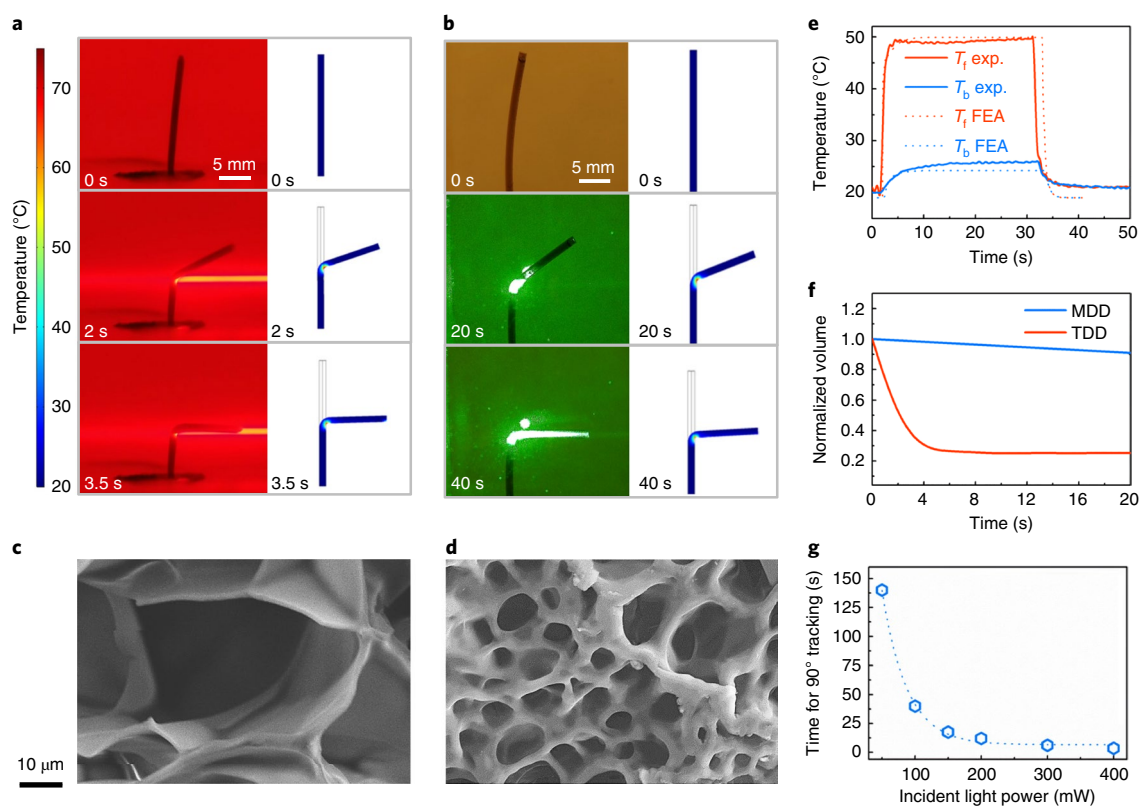 a
Temperature (°C)
70
60
50
40
30
20
5 mm
0 s
0 s
2 s
2 s
3.5 s
3.5 s
b
5 mm
0 s
0 s
20 s
20 s
40 s
40 s
c
10 μm
d
e
Temperature (°C)
50
40
30
20
Tf exp.
Tb exp.
Tf FEA
Tb FEA
0 10 20 30 40 50
Time (s)
f
Normalized volume
1.2
1.0
0.8
0.6
0.4
0.2
MDD
TDD
0 4 8 12 16 20
Time (s)
g
Time for 90° tracking (s)
150
125
100
75
50
25
0
100 200 300 400
Incident light power (mW)